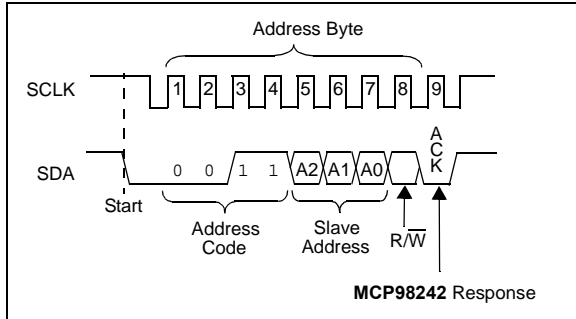 Address Byte
SCLK 1 2 3 4 5 6 7 8 9
SDA 0 0 1 1 A2 A1 A0 ACK
Start
Address Code
Slave Address
R/W̅
MCP98242 Response